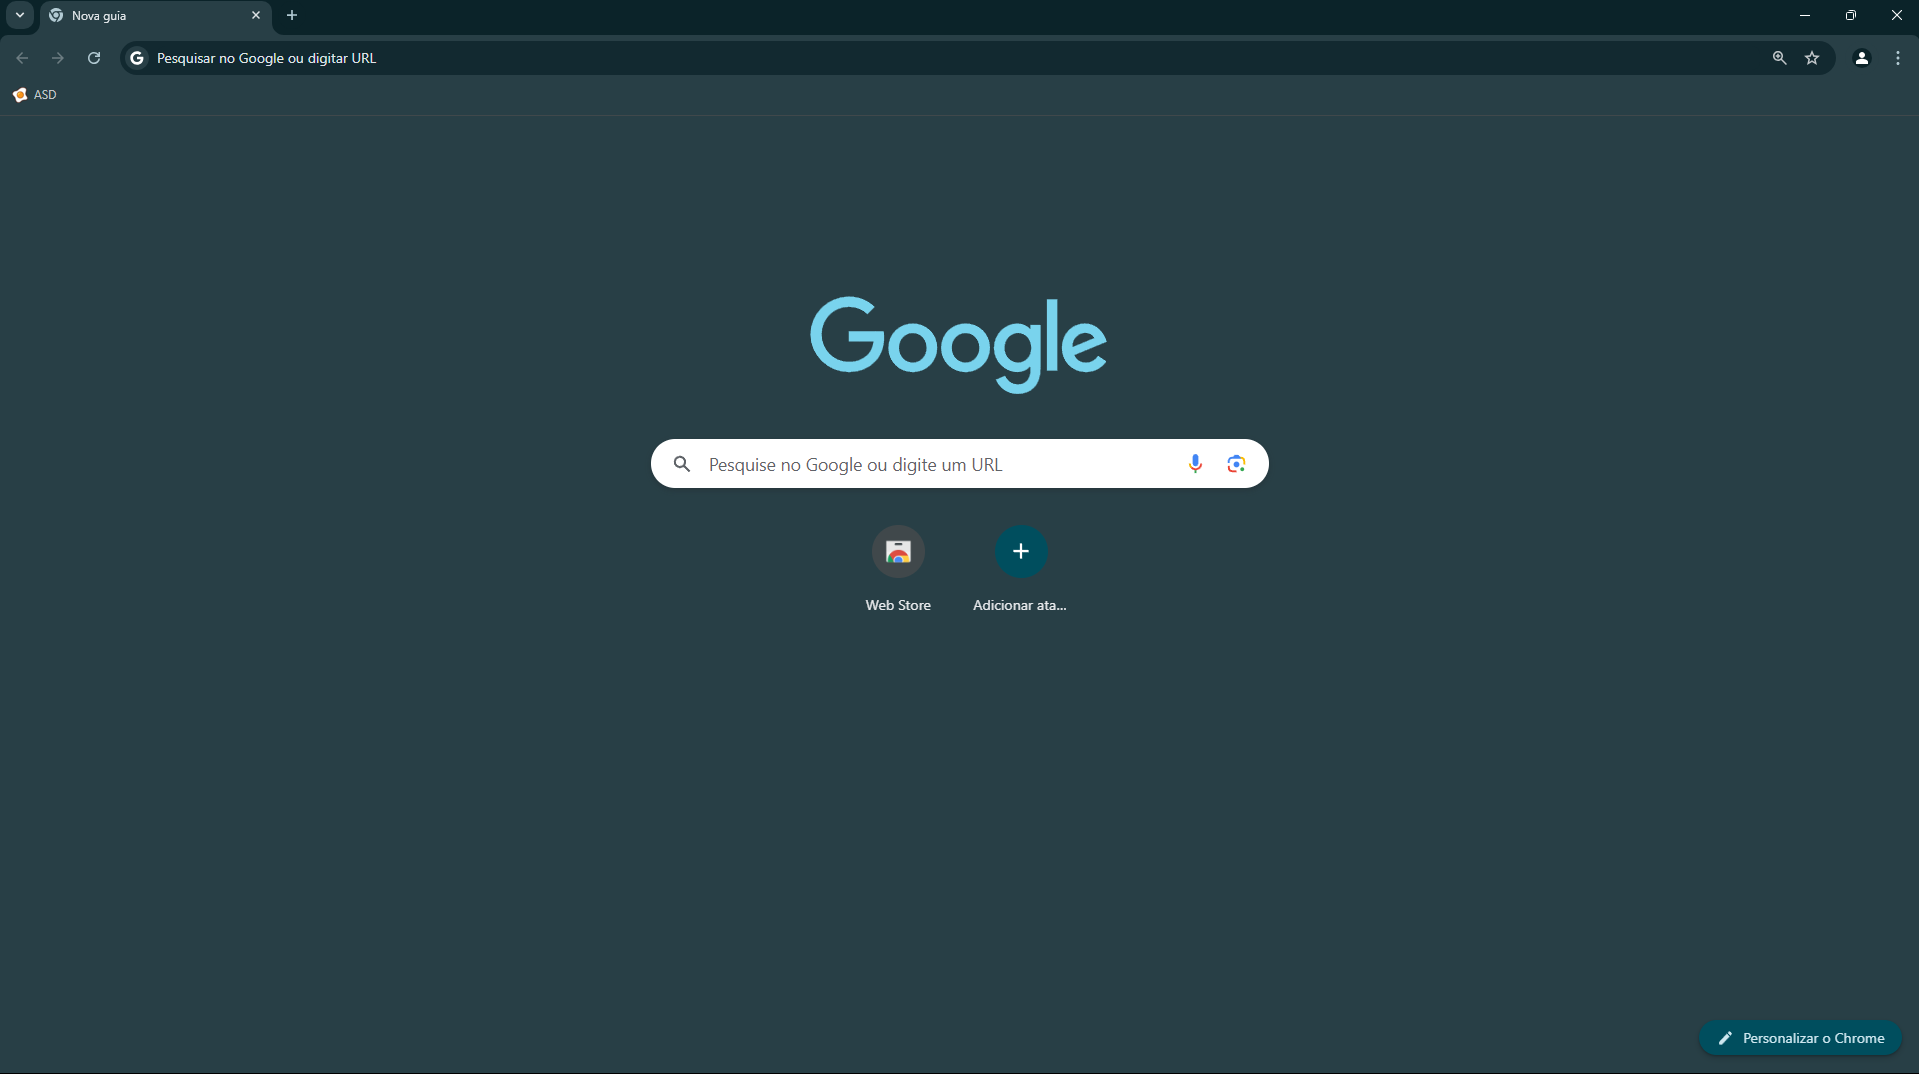 Nova guia
Pesquisar no Google ou digitar URL
ASD
Google
Pesquise no Google ou digite um URL
Web Store
Adicionar ata...
Personalizar o Chrome